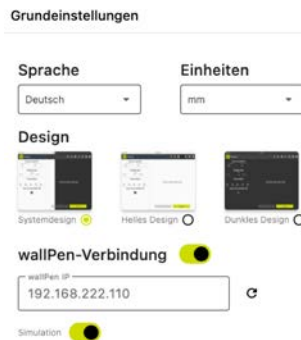 Grundeinstellungen
Sprache Einheiten
Deutsch mm
Design
Systemdesign Helles Design Dunkles Design
wallPen-Verbindung
wallPen IP
192.168.222.110
Simulation